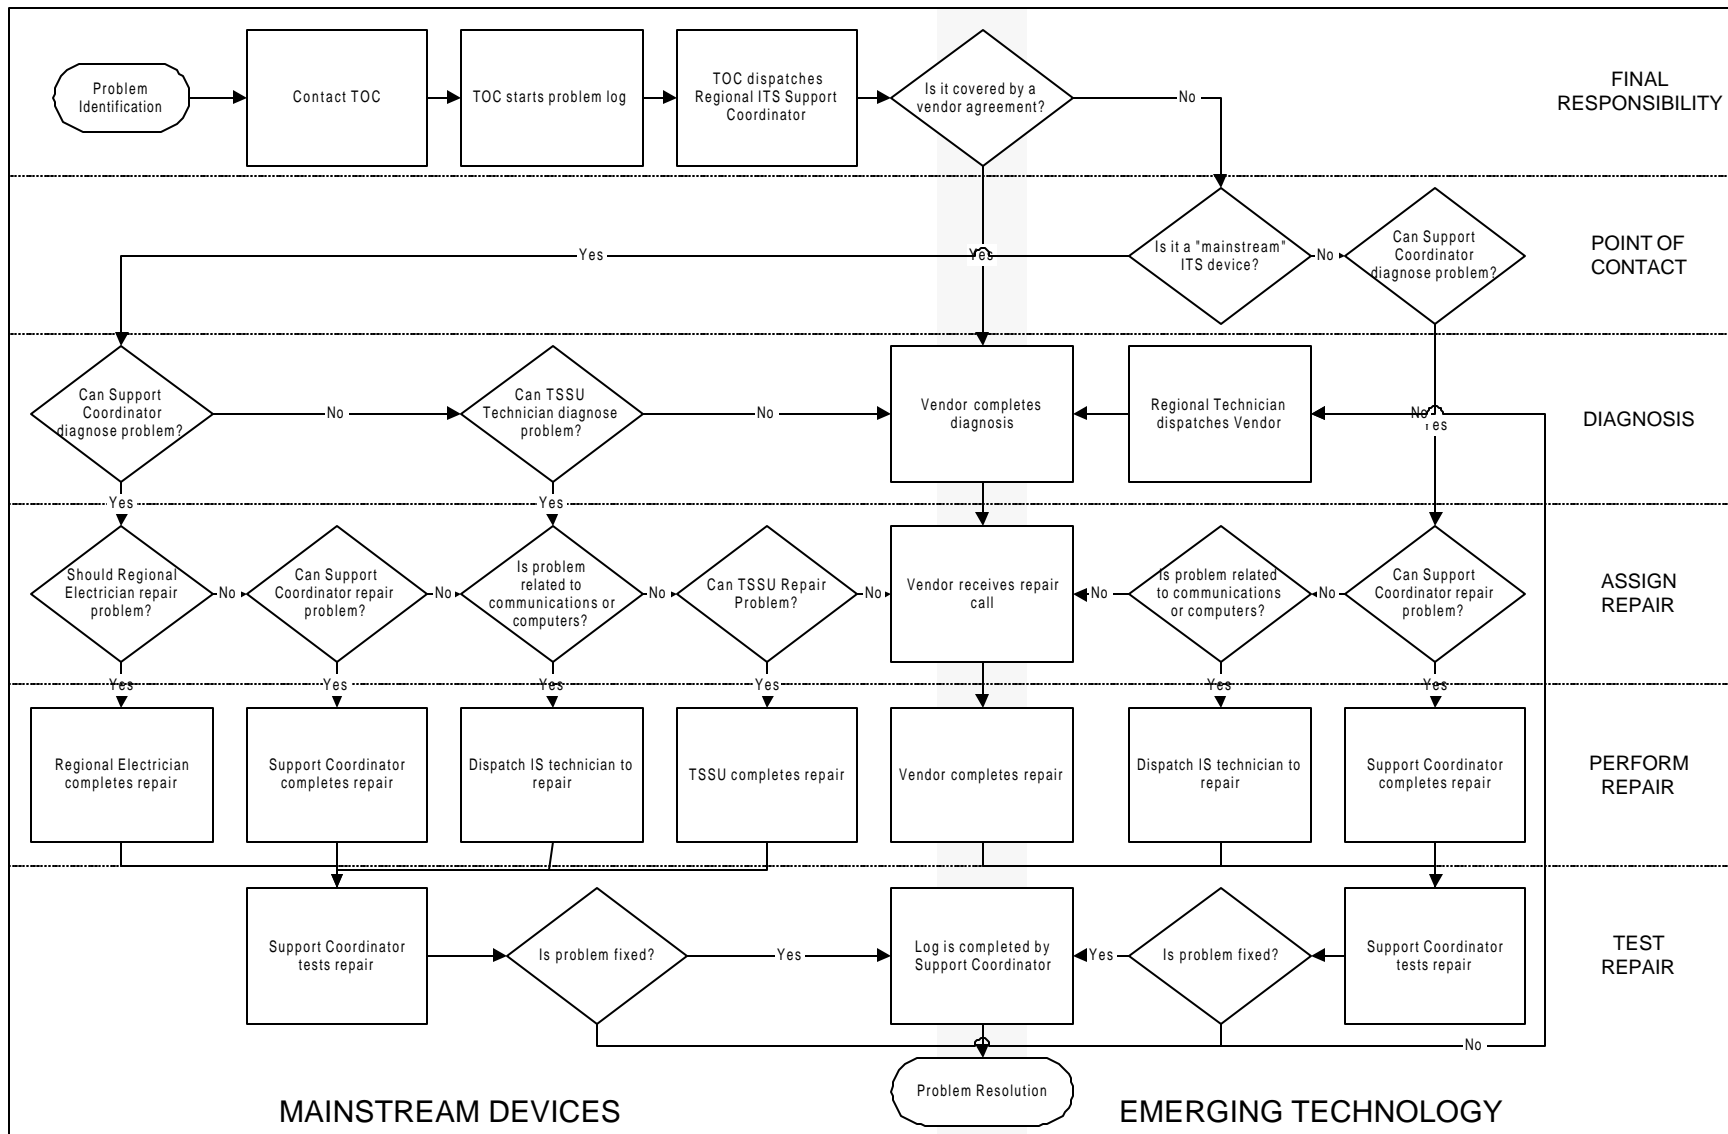 Problem
Identification
Contact TOC
TOC starts problem log
TOC dispatches
Regional ITS Support
Coordinator
Is it covered by a
vendor agreement?
No
FINAL
RESPONSIBILITY
Yes
Yes
Is it a "mainstream"
ITS device?
No
Can Support
Coordinator
diagnose problem?
POINT OF
CONTACT
Can Support
Coordinator
diagnose problem?
No
Can TSSU
Technician diagnose
problem?
No
Vendor completes
diagnosis
Regional Technician
dispatches Vendor
No
Yes
DIAGNOSIS
Yes
Yes
Should Regional
Electrician repair
problem?
No
Can Support
Coordinator repair
problem?
No
Is problem
related to
communications or
computers?
No
Can TSSU Repair
Problem?
No
Vendor receives repair
call
No
Is problem related
to communications
or computers?
No
Can Support
Coordinator repair
problem?
ASSIGN
REPAIR
Yes
Yes
Yes
Yes
Yes
Yes
Regional Electrician
completes repair
Support Coordinator
completes repair
Dispatch IS technician to
repair
TSSU completes repair
Vendor completes repair
Dispatch IS technician to
repair
Support Coordinator
completes repair
PERFORM
REPAIR
Support Coordinator
tests repair
Is problem fixed?
Yes
Log is completed by
Support Coordinator
Yes
Is problem fixed?
Support Coordinator
tests repair
TEST
REPAIR
No
Problem Resolution
MAINSTREAM DEVICES
EMERGING TECHNOLOGY